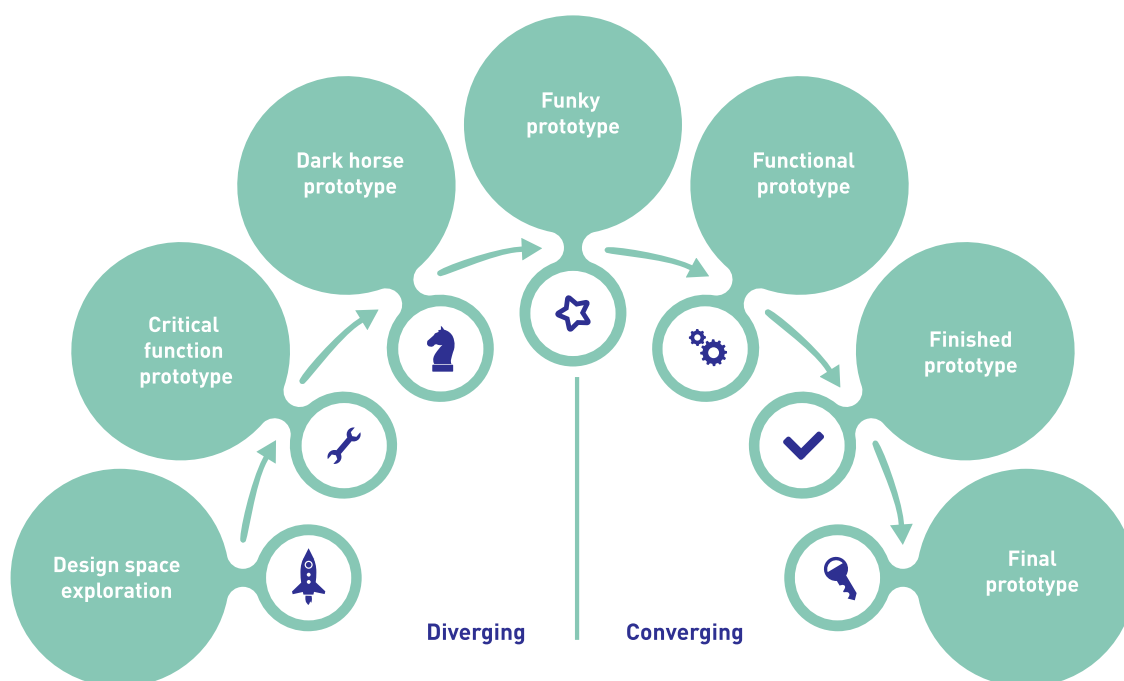 Design space
exploration
Critical
function
prototype
Dark horse
prototype
Funky
prototype
Functional
prototype
Finished
prototype
Final
prototype
Diverging
Converging